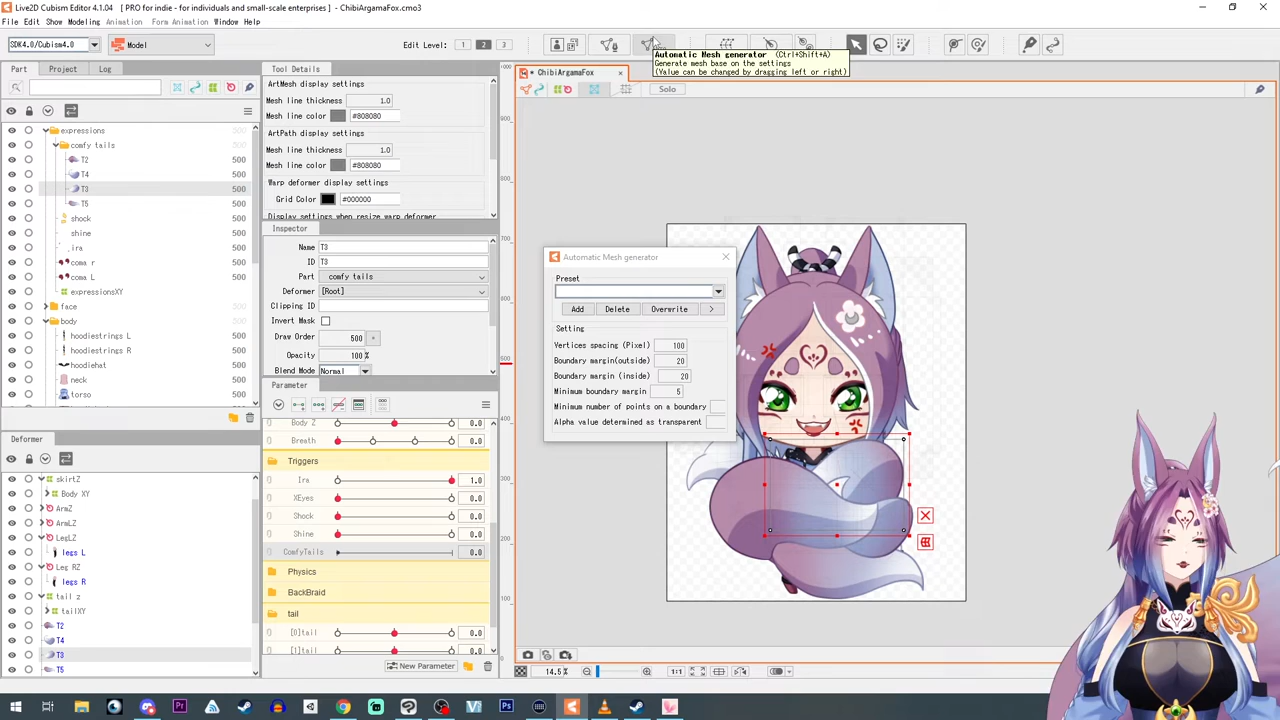 Live2D Cubism Editor 4.1.04   [ PRO for indie - for individuals and small-scale enterprises ]  - ChibiArgamaFox.cmo3
File Edit Show Modeling Animation Form Animation Window Help
SDK4.0/Cubism4.0 Model Edit Level: 1 2 3
Automatic Mesh generator (Ctrl+Shift+A)
Generate mesh base on the settings
(Value can be changed by dragging left or right)
Part Project Log
expressions 500
comfy tails 500
T2 500
T4 500
T3 500
T5 500
shock 500
shine 500
.ira 500
coma r 500
coma L 500
expressionsXY 500
face 500
body 500
hoodiestrings L 500
hoodiestrings R 500
hoodiehat 500
neck 500
torso 500
Deformer
skirtZ
Body XY
ArmZ
ArmLZ
LegLZ
legs L
Leg RZ
legs R
tail z
tailXY
T2
T4
T3
T5
Tool Details
ArtMesh display settings
Mesh line thickness 1.0
Mesh line color #808080
ArtPath display settings
Mesh line thickness 1.0
Mesh line color #808080
Warp deformer display settings
Grid Color #000000
Display settings when resize warp deformer
Inspector
Name T3
ID T3
Part comfy tails
Deformer [Root]
Clipping ID
Invert Mask
Draw Order 500
Opacity 100 %
Blend Mode Normal
Parameter
Body Z 0.0
Breath 0.0
Triggers
Ira 1.0
XEyes 0.0
Shock 0.0
Shine 0.0
ComfyTails 0.0
Physics
BackBraid
tail
[0]tail 0.0
[1]tail 0.0
New Parameter
* ChibiArgamaFox
Solo
Automatic Mesh generator
Preset
Add Delete Overwrite >
Setting
Vertices spacing (Pixel) 100
Boundary margin(outside) 20
Boundary margin (inside) 20
Minimum boundary margin 5
Minimum number of points on a boundary
Alpha value determined as transparent
14.5% 1:1